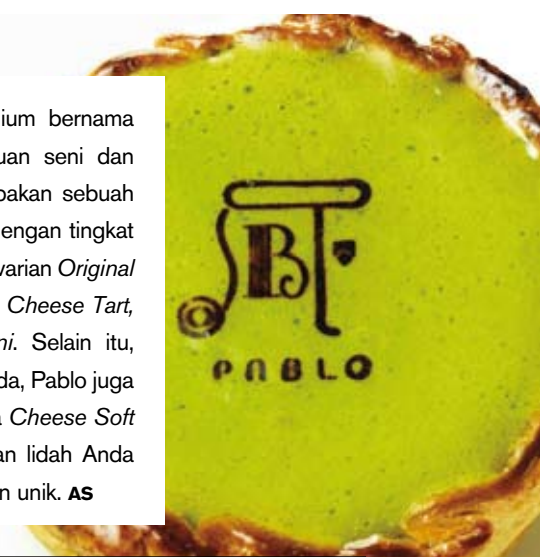 ium bernama
uan seni dan
pakan sebuah
engan tingkat
varian Original
Cheese Tart,
ni. Selain itu,
da, Pablo juga
Cheese Soft
an lidah Anda
n unik. AS
PABLO